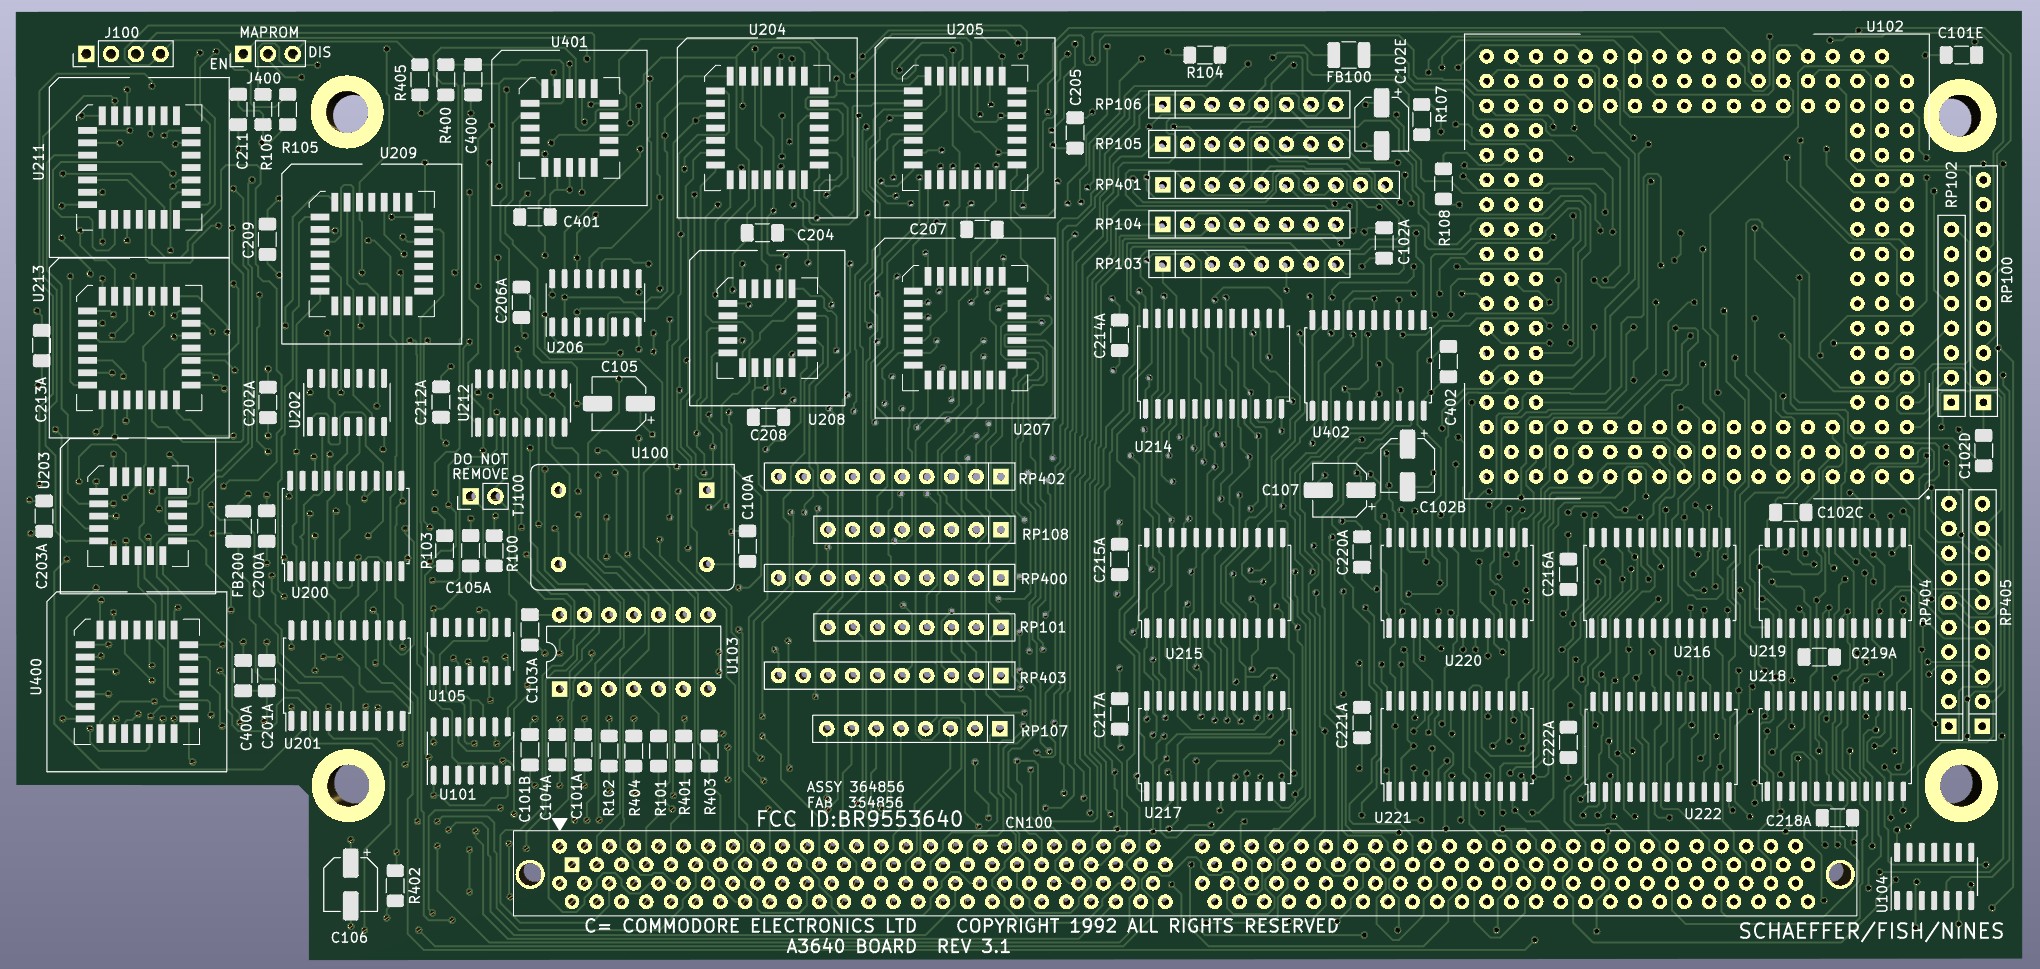 J100
MAPROM
EN
DIS
J400
U401
U204
U205
U102
C101E
R405
R400
C400
C205
R104
FB100
C102E
+
RP106
R107
U211
C211
R106
R105
U209
RP105
RP401
RP102
C209
C401
C204
C207
RP104
R108
C102A
RP103
RP100
U213
C206A
U206
C213A
C214A
C105
+
C202A
U202
C212A
U212
C208
U208
U207
U214
U402
C402
+
U203
DO NOT
REMOVE
TJ100
U100
RP402
C107
+
C102B
C102D
C102C
C203A
FB200
C200A
U200
R103
C105A
R100
C100A
RP108
RP400
C215A
C220A
C216A
RP404
RP405
U400
C400A
C201A
U201
U105
C103A
U103
RP101
U215
U220
U216
U219
C219A
U218
RP403
C217A
C221A
C222A
RP107
U101
C101B
C104A
C101A
R102
R404
R101
R401
R403
ASSY 364856
FAB 364856
FCC ID:BR9553640
CN100
U217
U221
U222
C218A
+
C106
R402
U104
C= COMMODORE ELECTRONICS LTD COPYRIGHT 1992 ALL RIGHTS RESERVED
A3640 BOARD REV 3.1
SCHAEFFER/FISH/NINES